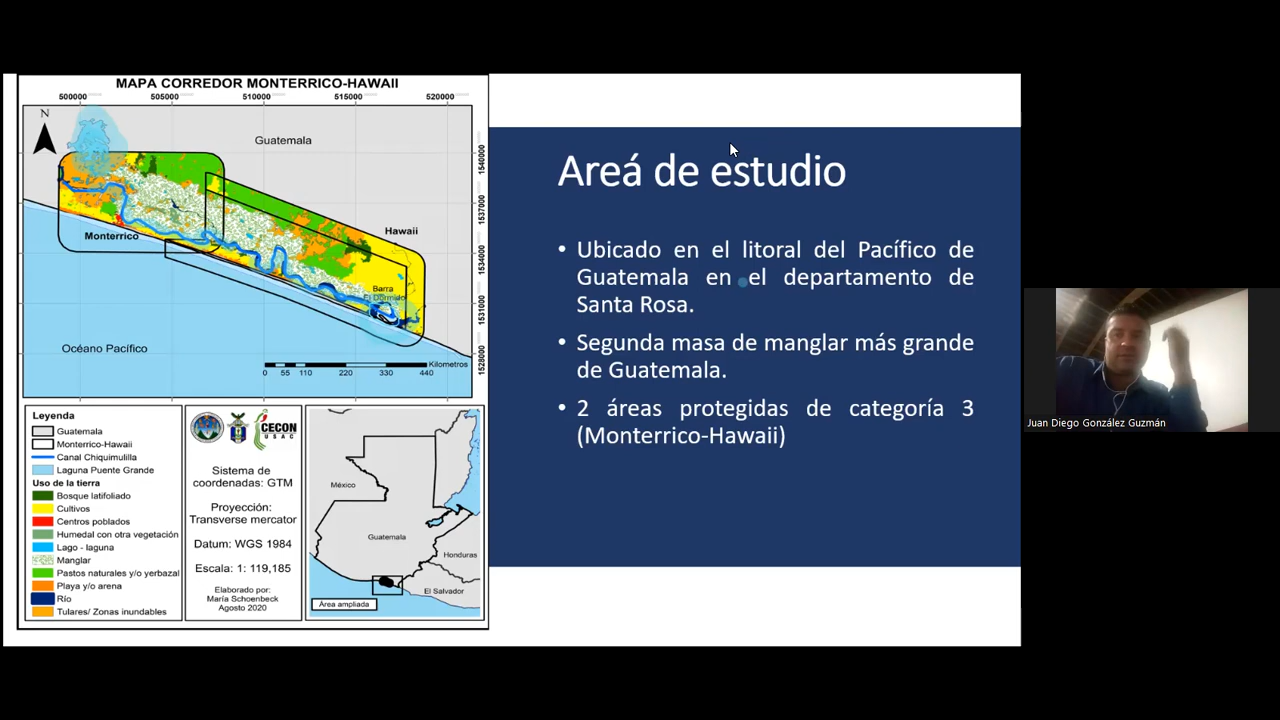 MAPA CORREDOR MONTERRICO-HAWAII
500000 505000 510000 515000 520000
N
Guatemala
1540000
1537000
1534000
1531000
1528000
Monterrico
Hawaii
Barra
El Dormido
Océano Pacífico
Kilometros
0 55 110 220 330 440
Leyenda
Guatemala
Monterrico-Hawaii
Canal Chiquimulilla
Laguna Puente Grande
Uso de la tierra
Bosque latifoliado
Cultivos
Centros poblados
Humedal con otra vegetación
Lago - laguna
Manglar
Pastos naturales y/o yerbazal
Playa y/o arena
Río
Tulares/ Zonas inundables
CECON
USAC
Sistema de
coordenadas: GTM
Proyección:
Transverse mercator
Datum: WGS 1984
Escala: 1: 119,185
Elaborado por:
María Schoenbeck
Agosto 2020
México
Guatemala
Honduras
El Salvador
Área ampliada
Areá de estudio
• Ubicado en el litoral del Pacífico de
Guatemala en el departamento de
Santa Rosa.
• Segunda masa de manglar más grande
de Guatemala.
• 2 áreas protegidas de categoría 3
(Monterrico-Hawaii)
Juan Diego González Guzmán